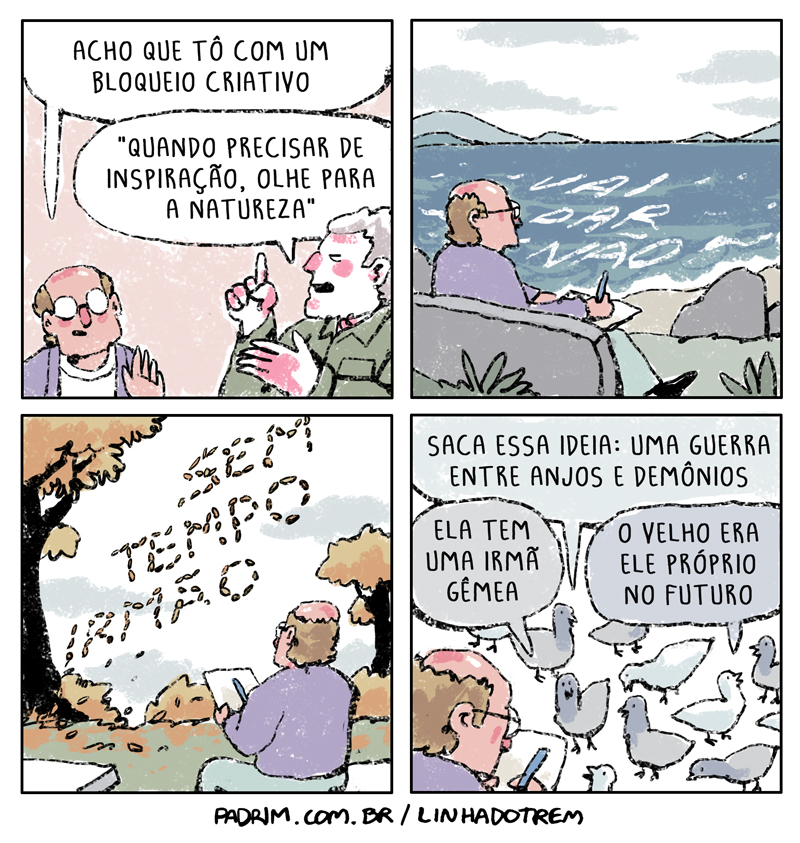 ACHO QUE TÔ COM UM
BLOQUEIO CRIATIVO
"QUANDO PRECISAR DE
INSPIRAÇÃO, OLHE PARA
A NATUREZA"
VAI
DAR
NÃO
SEM
TEMPO
IRMÃO
SACA ESSA IDEIA: UMA GUERRA
ENTRE ANJOS E DEMÔNIOS
ELA TEM
UMA IRMÃ
GÊMEA
O VELHO ERA
ELE PRÓPRIO
NO FUTURO
PADRIM.COM.BR / LINHADOTREM